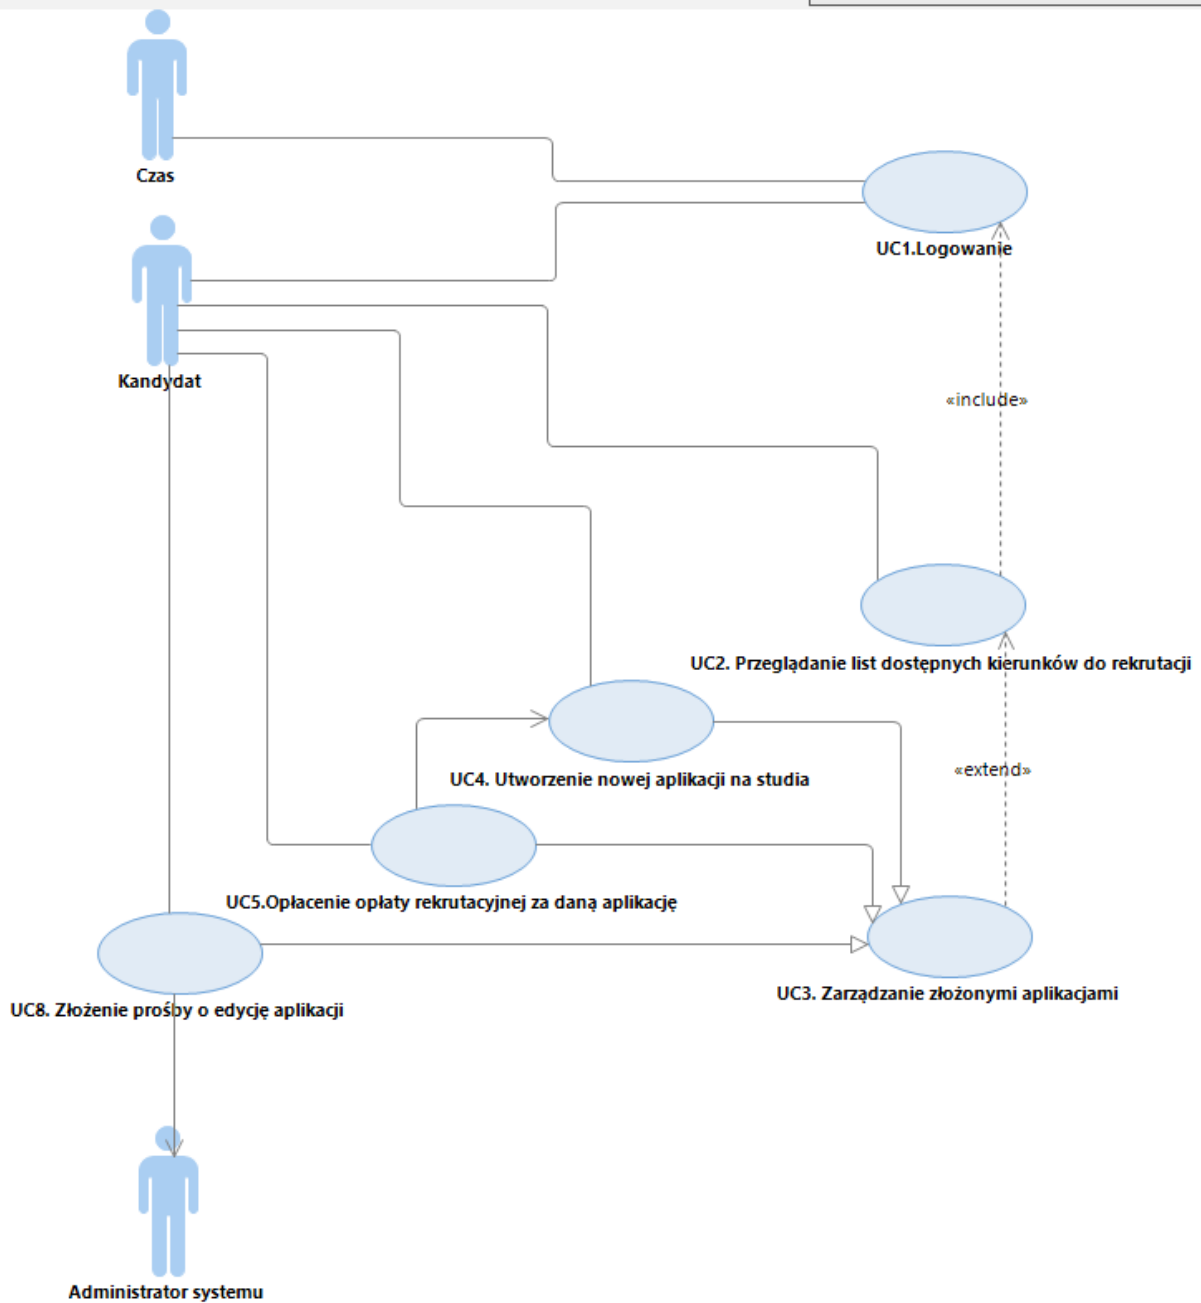 Czas
UC1.Logowanie
Kandydat
«include»
UC2. Przeglądanie list dostępnych kierunków do rekrutacji
«extend»
UC4. Utworzenie nowej aplikacji na studia
UC5.Opłacenie opłaty rekrutacyjnej za daną aplikację
UC3. Zarządzanie złożonymi aplikacjami
UC8. Złożenie prośby o edycję aplikacji
Administrator systemu